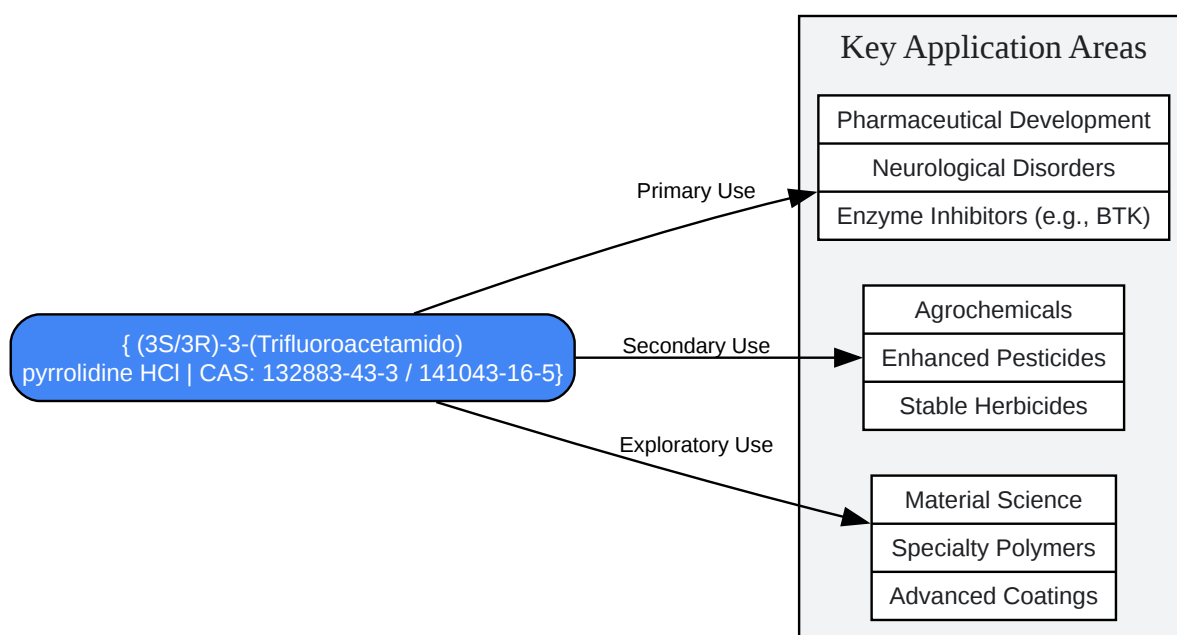 Key Application Areas
Pharmaceutical Development
Neurological Disorders
Enzyme Inhibitors (e.g., BTK)
Primary Use
{ (3S/3R)-3-(Trifluoroacetamido)
pyrrolidine HCl | CAS: 132883-43-3 / 141043-16-5}
Secondary Use
Agrochemicals
Enhanced Pesticides
Stable Herbicides
Exploratory Use
Material Science
Specialty Polymers
Advanced Coatings